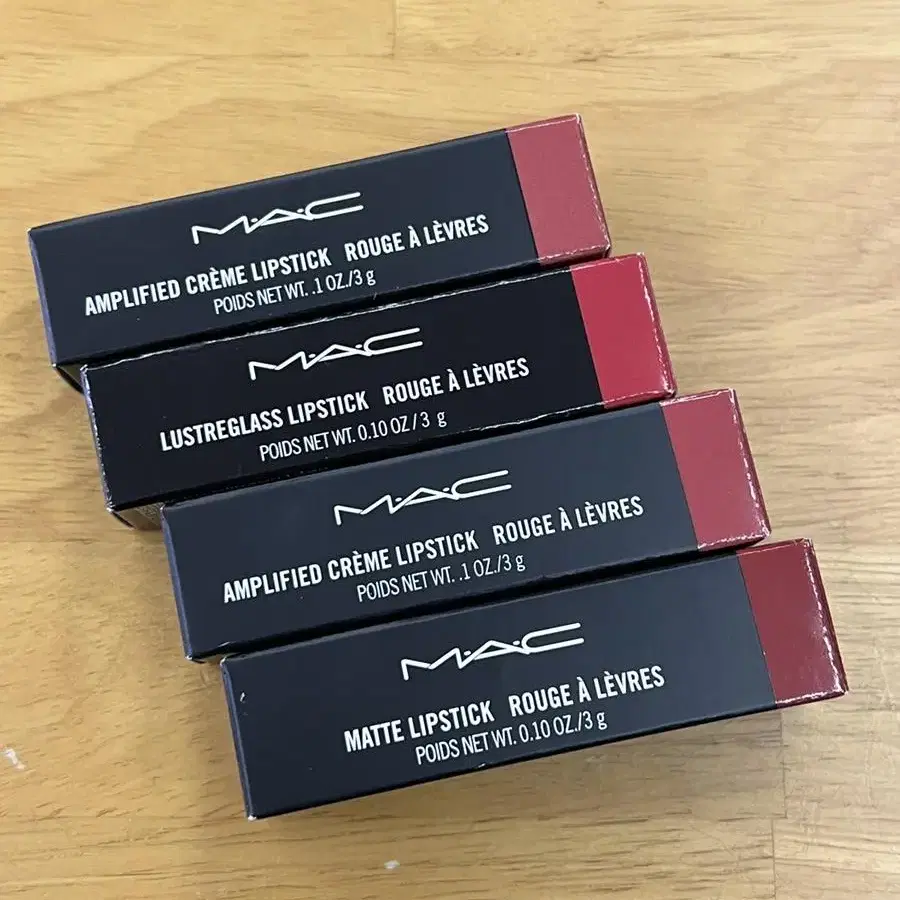 M·A·C
AMPLIFIED CRÈME LIPSTICK ROUGE À LÈVRES
POIDS NET WT. .1 OZ./3 g
M·A·C
LUSTREGLASS LIPSTICK ROUGE À LÈVRES
POIDS NET WT. 0.10 OZ / 3 g
M·A·C
AMPLIFIED CRÈME LIPSTICK ROUGE À LÈVRES
POIDS NET WT. .1 OZ./3 g
M·A·C
MATTE LIPSTICK ROUGE À LÈVRES
POIDS NET WT. 0.10 OZ./3 g